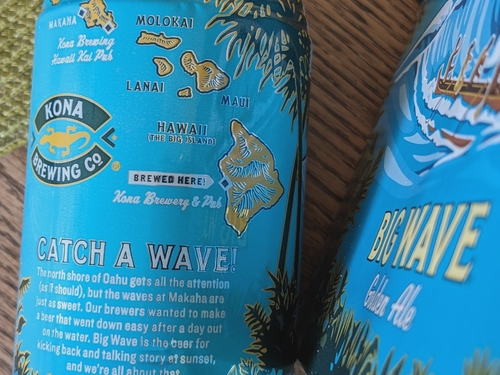 MAKAHA
Kona Brewing
Hawaii Kai Pub
MOLOKAI
LANAI
MAUI
HAWAII
(THE BIG ISLAND)
KONA
BREWING CO.
BREWED HERE!
Kona Brewery & Pub
CATCH A WAVE!
The north shore of Oahu gets all the attention
(as it should), but the waves at Makaha are
just as sweet. Our brewers wanted to make
a beer that went down easy after a day out
on the water. Big Wave is the beer for
kicking back and talking story at sunset,
and we're all about that
BIG WAVE
Golden Ale